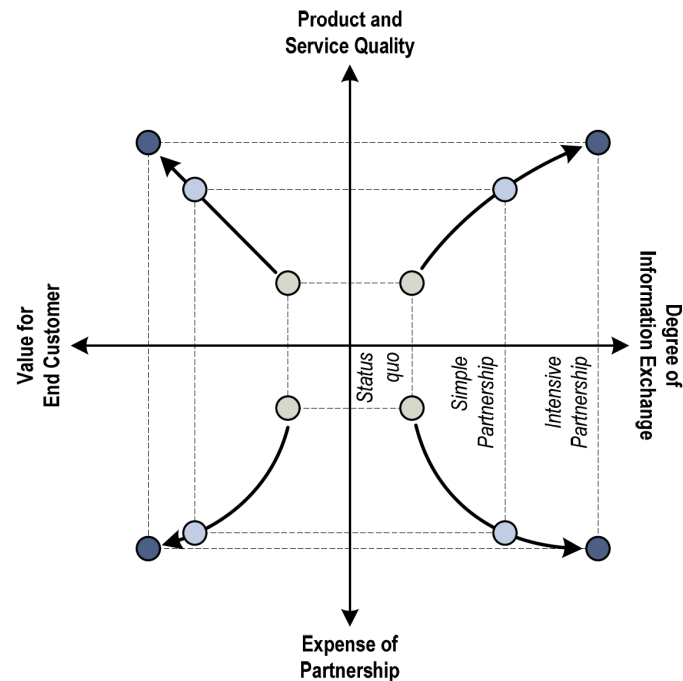 Product and
Service Quality
Value for
End Customer
Degree of
Information Exchange
Status
quo
Simple
Partnership
Intensive
Partnership
Expense of
Partnership